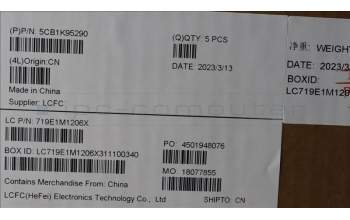 (P)P/N: 5CB1K95290
(Q)QTY: 5 PCS
净重: WEIGHT
(4L)Origin:CN
DATE: 2023/3/13
DATE: 2023/3
Made in China
BOXID:
Supplier: LCFC
LC719E1M120
LC P/N: 719E1M1206X
PO: 4501948076
BOX ID: LC719E1M1206X311100340
MO: 18077855
Contains Merchandise From: China
LCFC(HeFei) Electronics Technology Co., Ltd
SHIPTO: CN